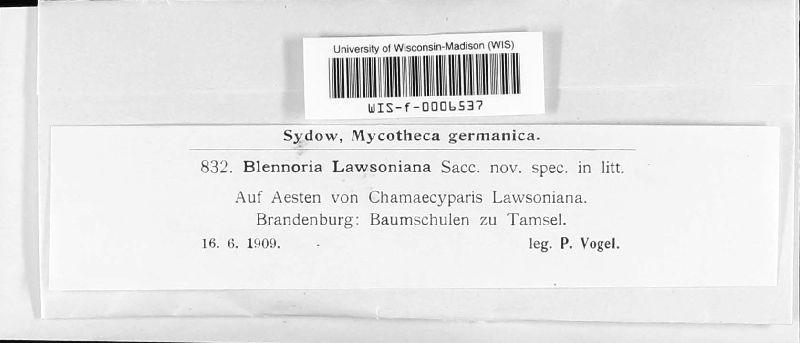 University of Wisconsin-Madison (WIS)
WIS-f-0006537
Sydow, Mycotheca germanica.
832. Blennoria Lawsoniana Sacc. nov. spec. in litt.
Auf Aesten von Chamaecyparis Lawsoniana.
Brandenburg: Baumschulen zu Tamsel.
16. 6. 1909. leg. P. Vogel.